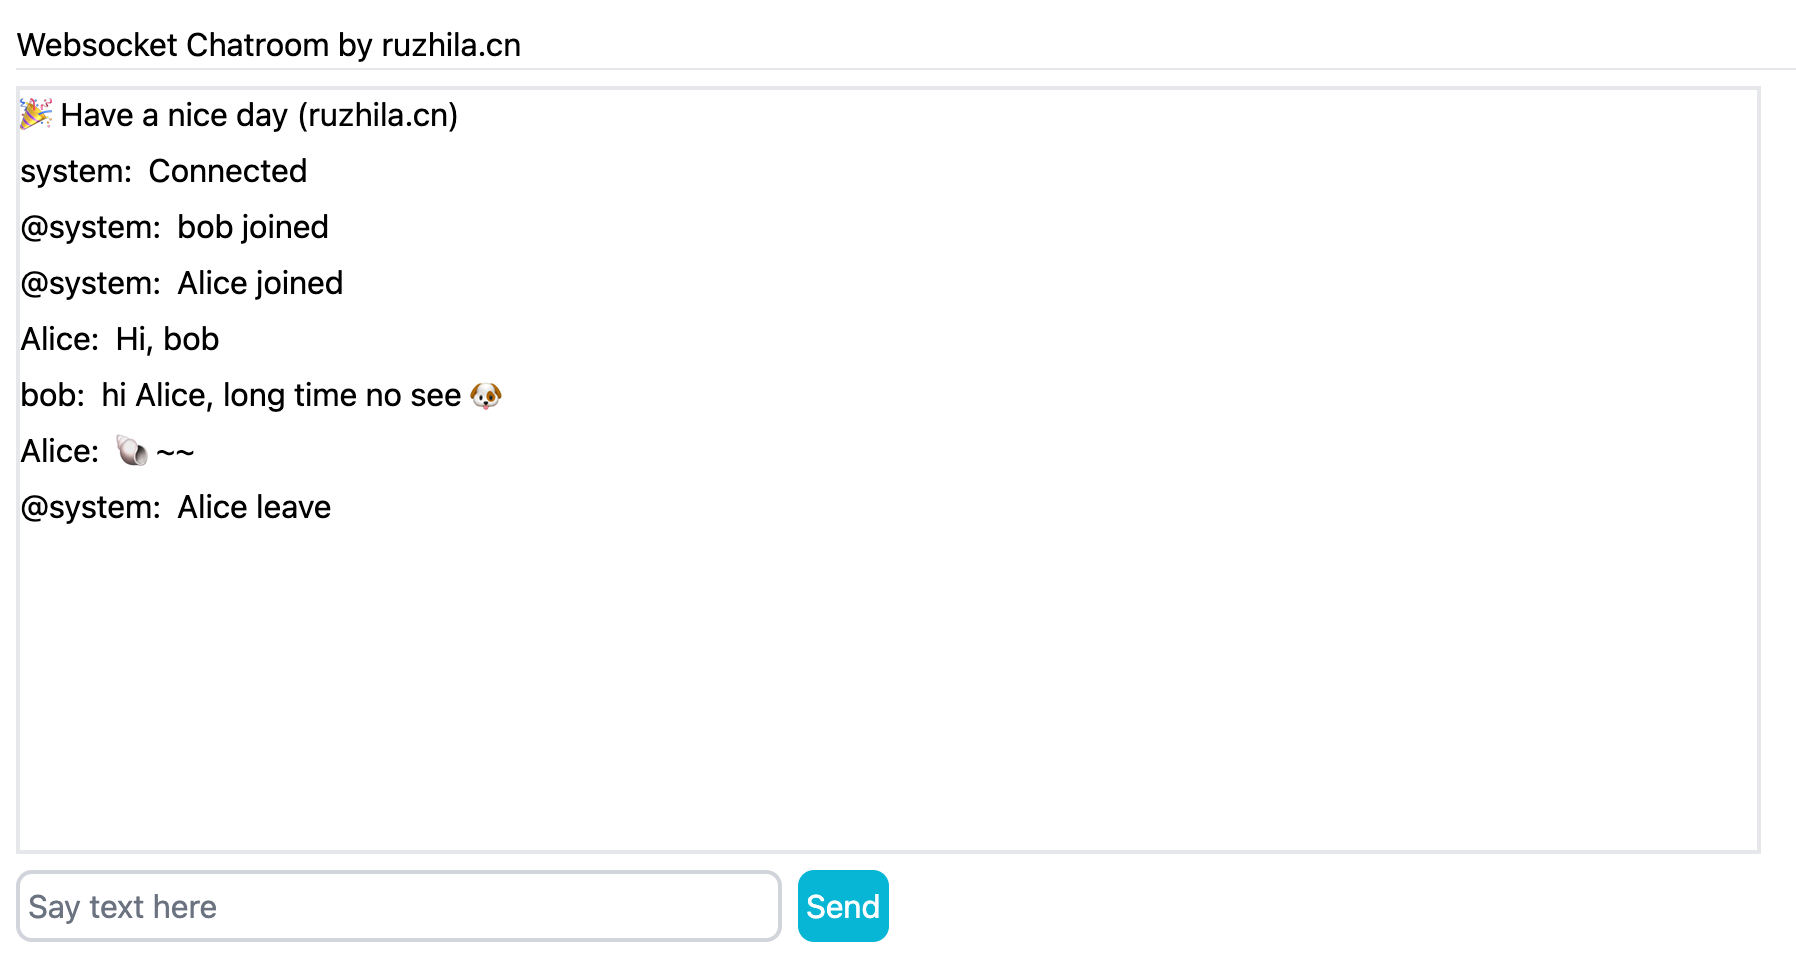 Websocket Chatroom by ruzhila.cn
🎉 Have a nice day (ruzhila.cn)
system: Connected
@system: bob joined
@system: Alice joined
Alice: Hi, bob
bob: hi Alice, long time no see 🐶
Alice: 🐚 ~~
@system: Alice leave
Say text here
Send